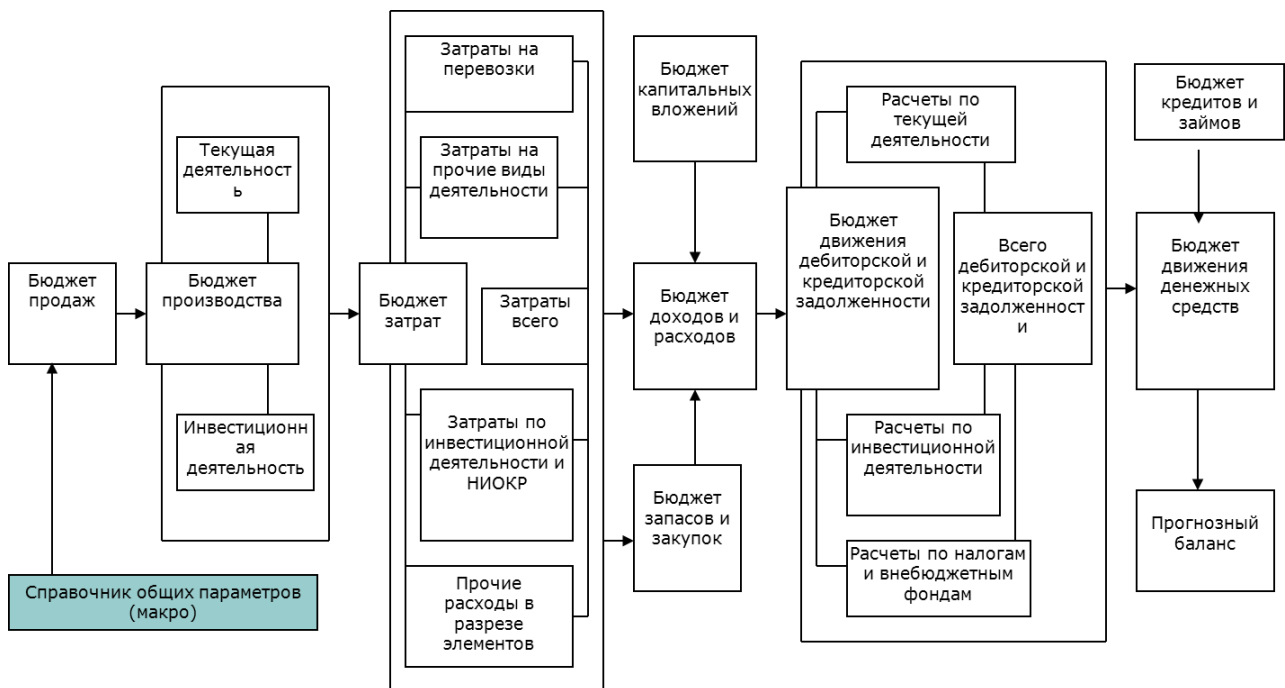 Затраты на
перевозки
Бюджет
капитальных
вложений
Бюджет
кредитов и
займов
Расчеты по
текущей
деятельности
Текущая
деятельност
ь
Затраты на
прочие виды
деятельности
Бюджет
продаж
Бюджет
производства
Бюджет
затрат
Затраты
всего
Бюджет
доходов и
расходов
Бюджет
движения
дебиторской и
кредиторской
задолженности
Всего
дебиторской и
кредиторской
задолженност
и
Бюджет
движения
денежных
средств
Инвестицион
ная
деятельность
Затраты по
инвестиционной
деятельности и
НИОКР
Расчеты по
инвестиционной
деятельности
Бюджет
запасов и
закупок
Прогнозный
баланс
Расчеты по налогам
и внебюджетным
фондам
Справочник общих параметров
(макро)
Прочие
расходы в
разрезе
элементов